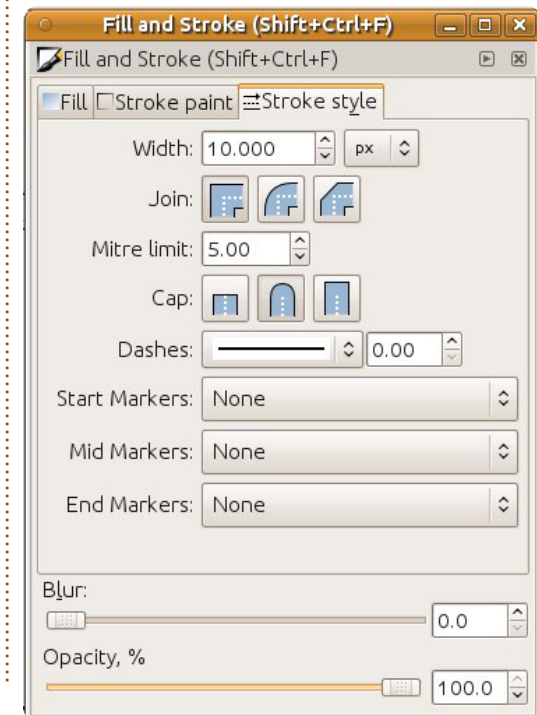 Fill and Stroke (Shift+Ctrl+F)
Fill and Stroke (Shift+Ctrl+F)
Fill Stroke paint Stroke style
Width: 10.000 px
Join:
Mitre limit: 5.00
Cap:
Dashes: 0.00
Start Markers: None
Mid Markers: None
End Markers: None
Blur:
0.0
Opacity, %
100.0